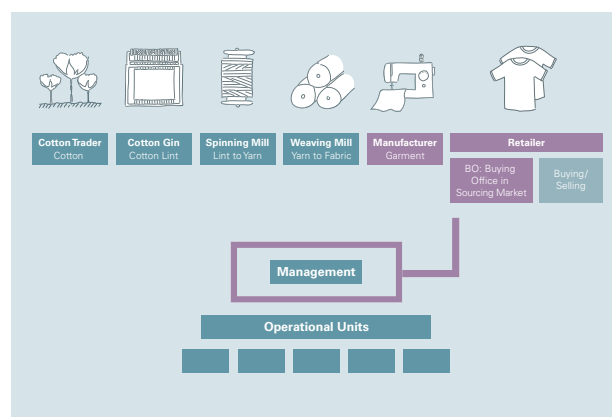 Cotton Trader
Cotton
Cotton Gin
Cotton Lint
Spinning Mill
Lint to Yarn
Weaving Mill
Yarn to Fabric
Manufacturer
Garment
Retailer
BO: Buying
Office in
Sourcing Market
Buying/
Selling
Management
Operational Units